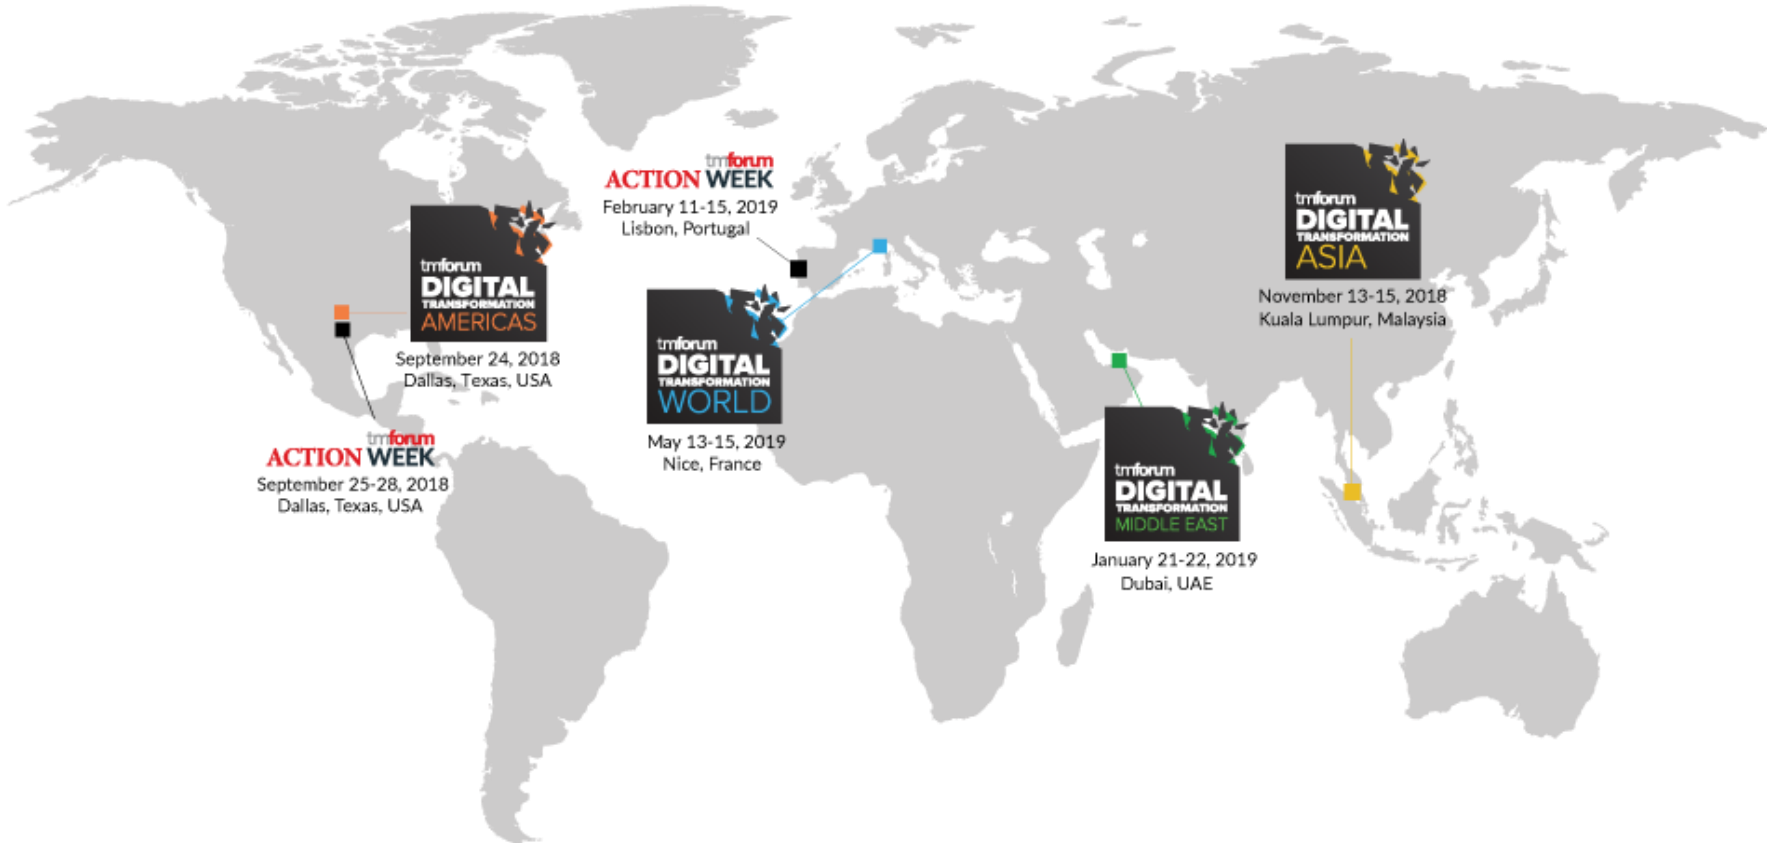 tmforum
DIGITAL
TRANSFORMATION
AMERICAS
September 24, 2018
Dallas, Texas, USA
tmforum
ACTION WEEK
September 25-28, 2018
Dallas, Texas, USA
tmforum
ACTION WEEK
February 11-15, 2019
Lisbon, Portugal
tmforum
DIGITAL
TRANSFORMATION
WORLD
May 13-15, 2019
Nice, France
tmforum
DIGITAL
TRANSFORMATION
MIDDLE EAST
January 21-22, 2019
Dubai, UAE
tmforum
DIGITAL
TRANSFORMATION
ASIA
November 13-15, 2018
Kuala Lumpur, Malaysia